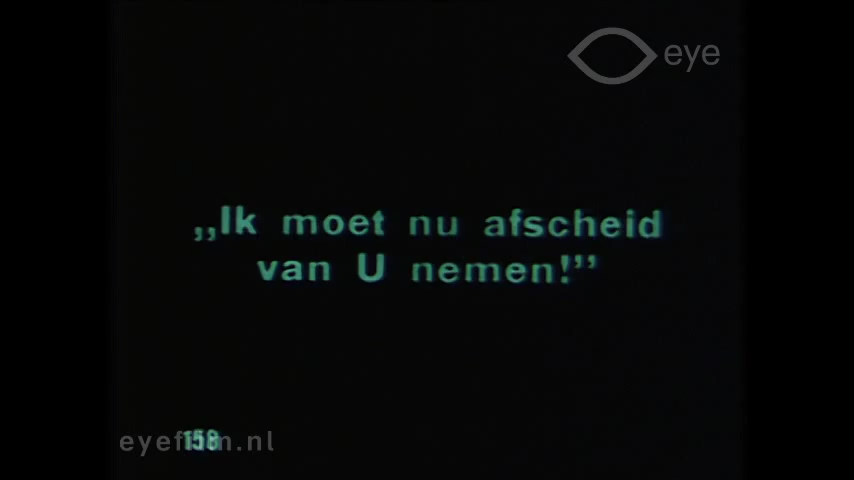 eye
„Ik moet nu afscheid
van U nemen!”
158
eyefilm.nl